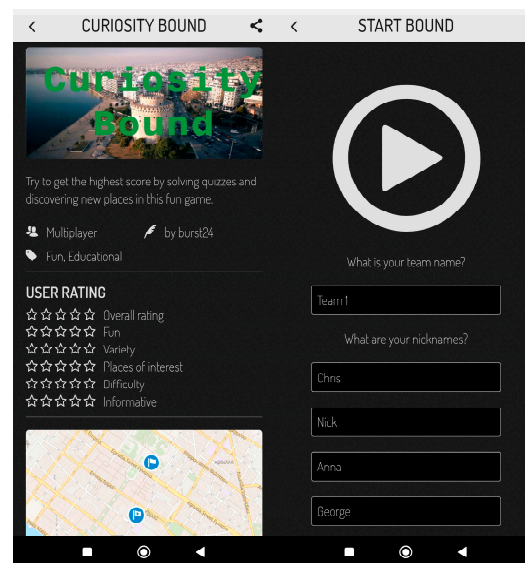 CURIOSITY BOUND
Curiosity
Bound
Try to get the highest score by solving quizzes and
discovering new places in this fun game.
Multiplayer
by burst24
Fun, Educational
USER RATING
Overall rating
Fun
Variety
Places of interest
Difficulty
Informative
START BOUND
What is your team name?
Team1
What are your nicknames?
Chris
Nick
Anna
George